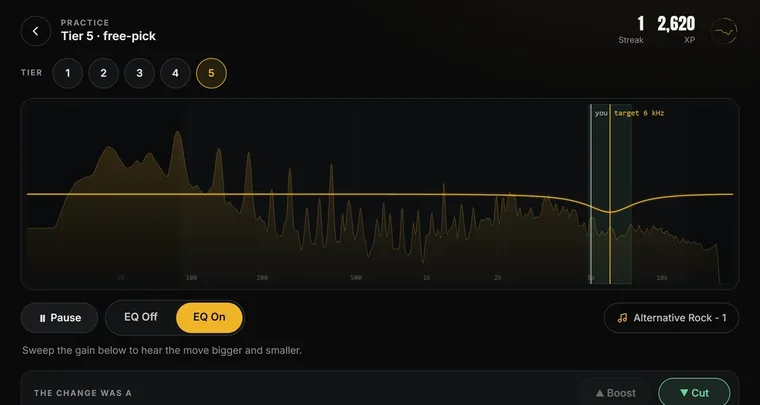 PRACTICE
Tier 5 · free-pick
1 2,620
Streak XP
TIER 1 2 3 4 5
you target 6 kHz
50 100 200 500 1k 2k 5k 10k
Pause EQ Off EQ On Alternative Rock - 1
Sweep the gain below to hear the move bigger and smaller.
THE CHANGE WAS A ▲ Boost ▼ Cut